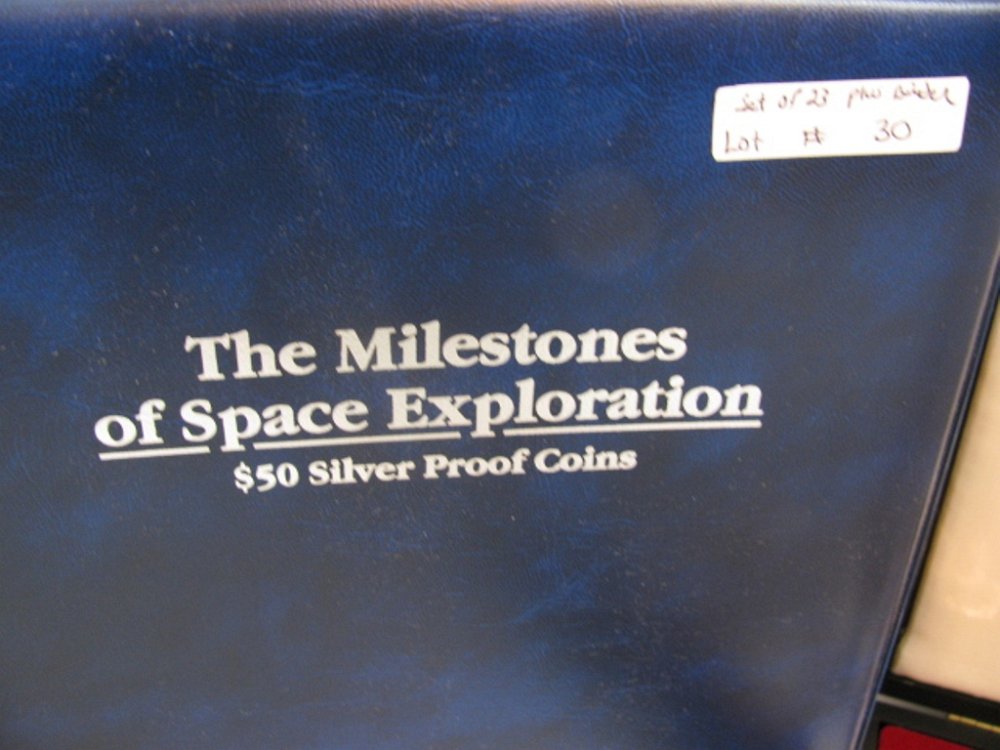 Set of 23 plus Binder
Lot # 30
The Milestones
of Space Exploration
$50 Silver Proof Coins